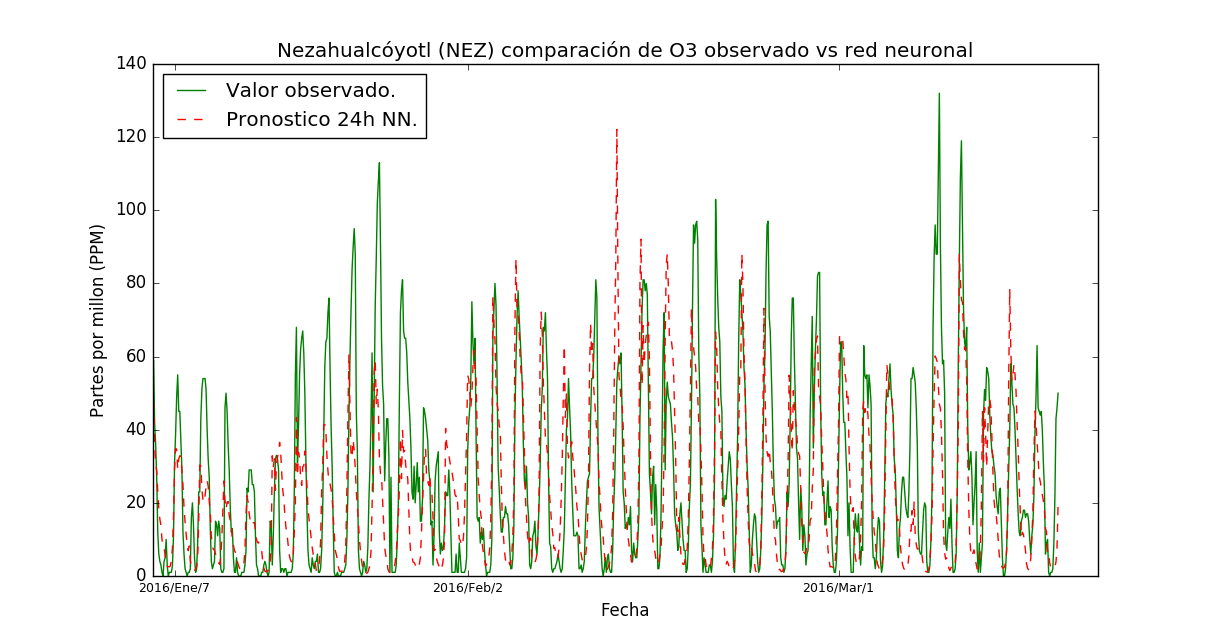 Nezahualcóyotl (NEZ) comparación de O3 observado vs red neuronal
140
120
100
80
60
40
20
0
Valor observado.
Pronostico 24h NN.
Partes por millon (PPM)
2016/Ene/7
2016/Feb/2
2016/Mar/1
Fecha